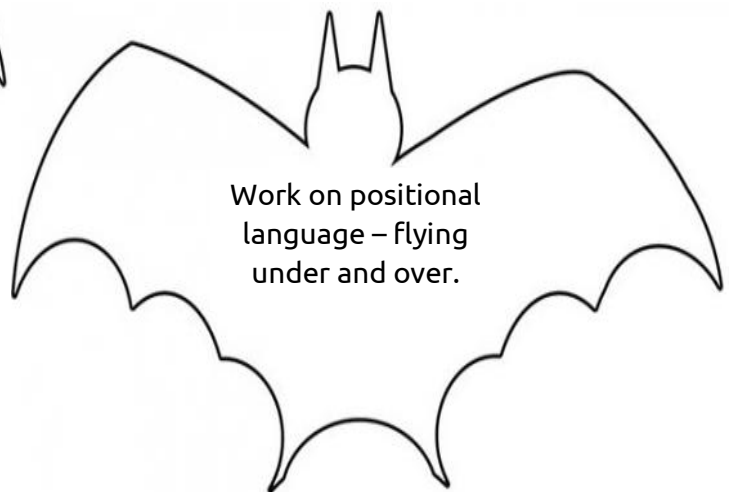 Work on positional
language – flying
under and over.